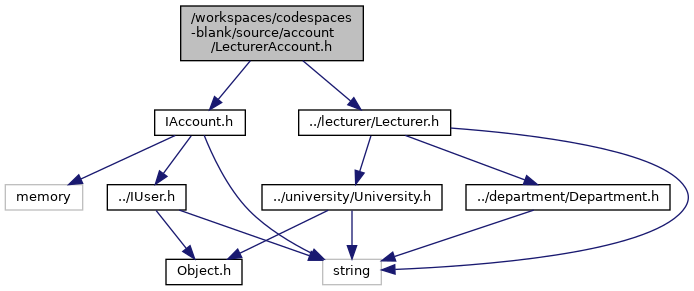 /workspaces/codespaces
-blank/source/account
/LecturerAccount.h
IAccount.h
../lecturer/Lecturer.h
memory
../IUser.h
../university/University.h
../department/Department.h
Object.h
string